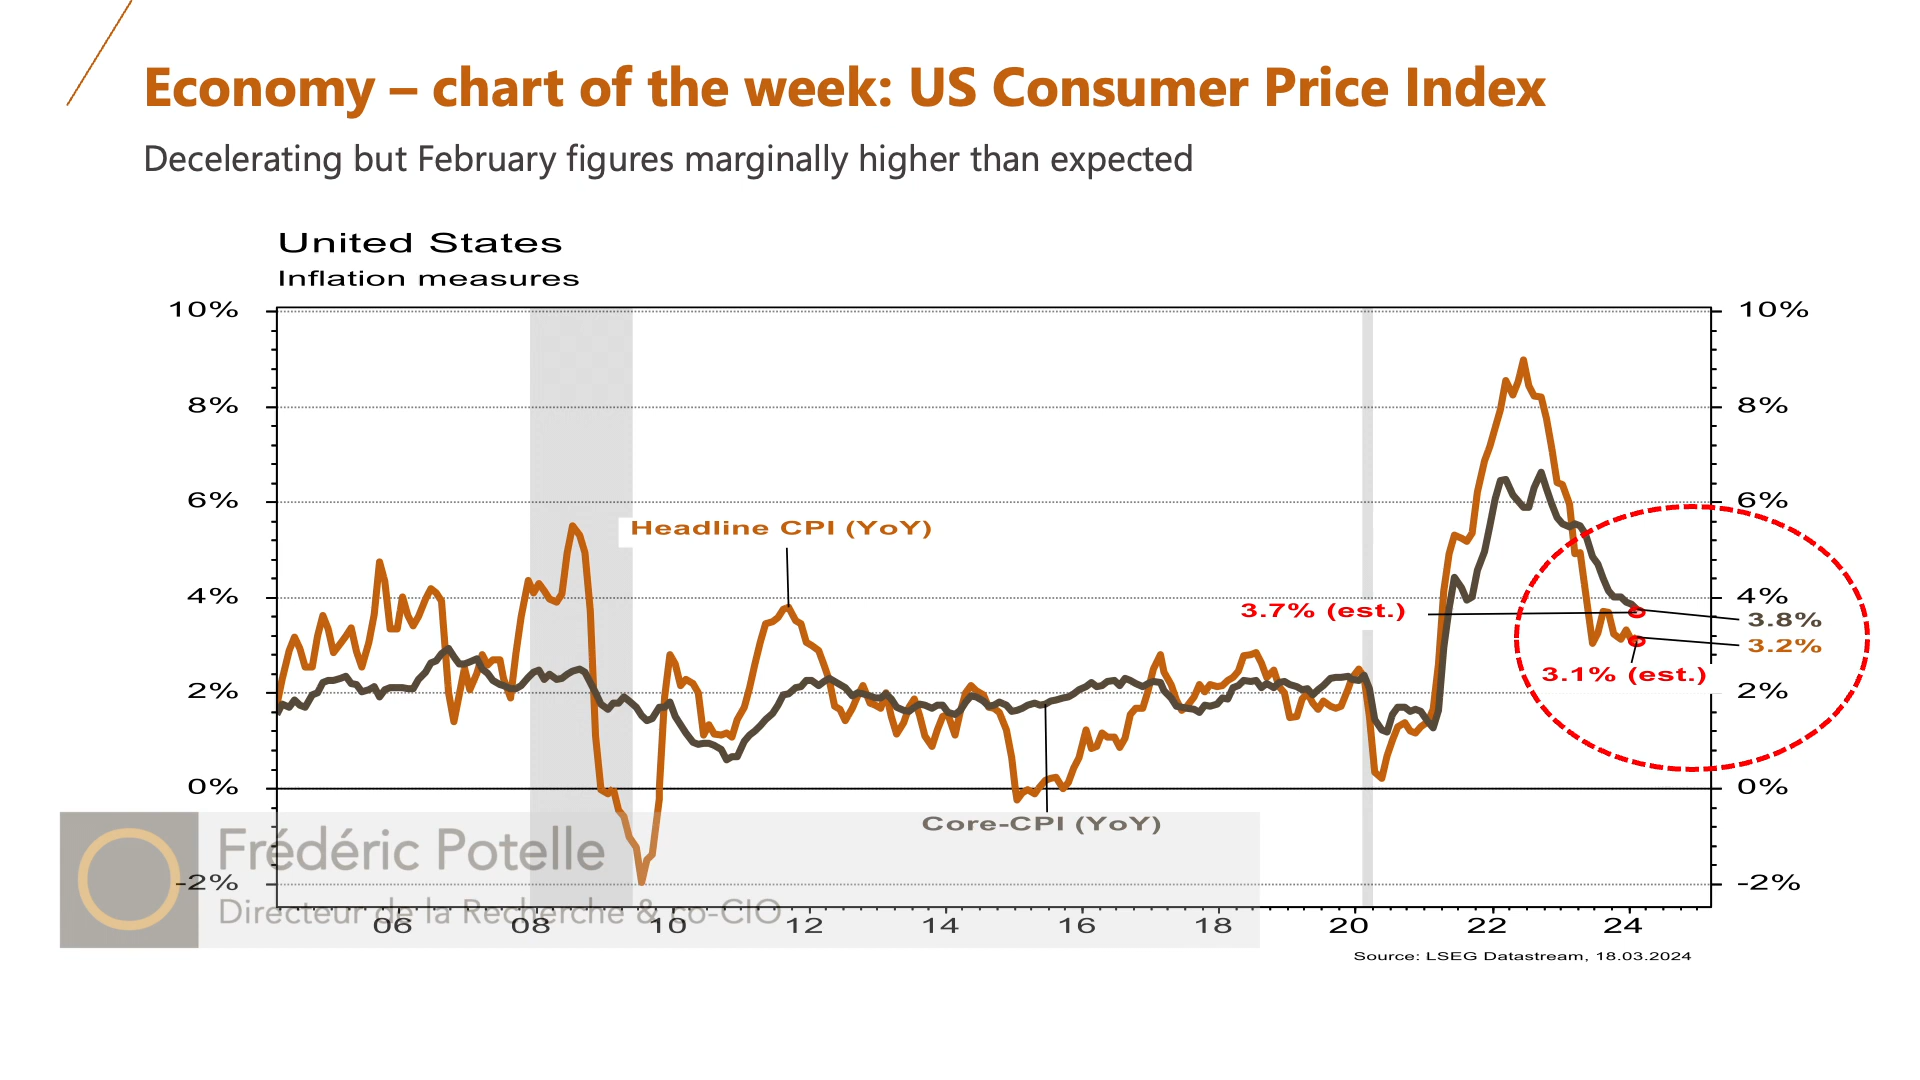 Economy – chart of the week: US Consumer Price Index
Decelerating but February figures marginally higher than expected
United States
Inflation measures
10% 10%
8% 8%
6% 6%
Headline CPI (YoY)
4% 4%
3.7% (est.)
3.8%
3.2%
3.1% (est.)
2% 2%
0% 0%
Core-CPI (YoY)
Frédéric Potelle
-2% -2%
Directeur de la Recherche & co-CIO
06 08 10 12 14 16 18 20 22 24
Source: LSEG Datastream, 18.03.2024